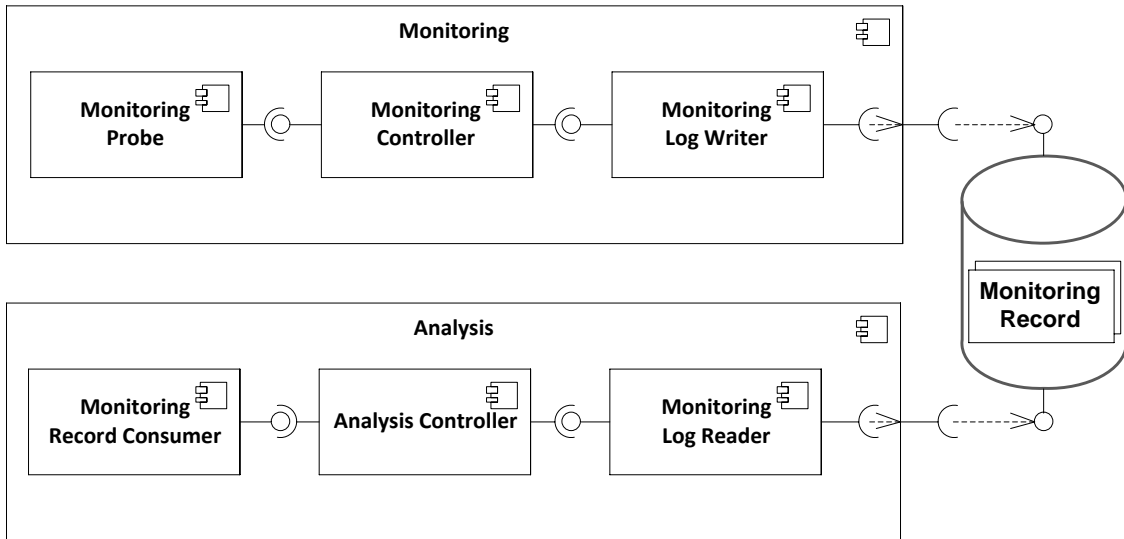 Monitoring
Monitoring
Probe
Monitoring
Controller
Monitoring
Log Writer
Monitoring
Record
Analysis
Monitoring
Record Consumer
Analysis Controller
Monitoring
Log Reader